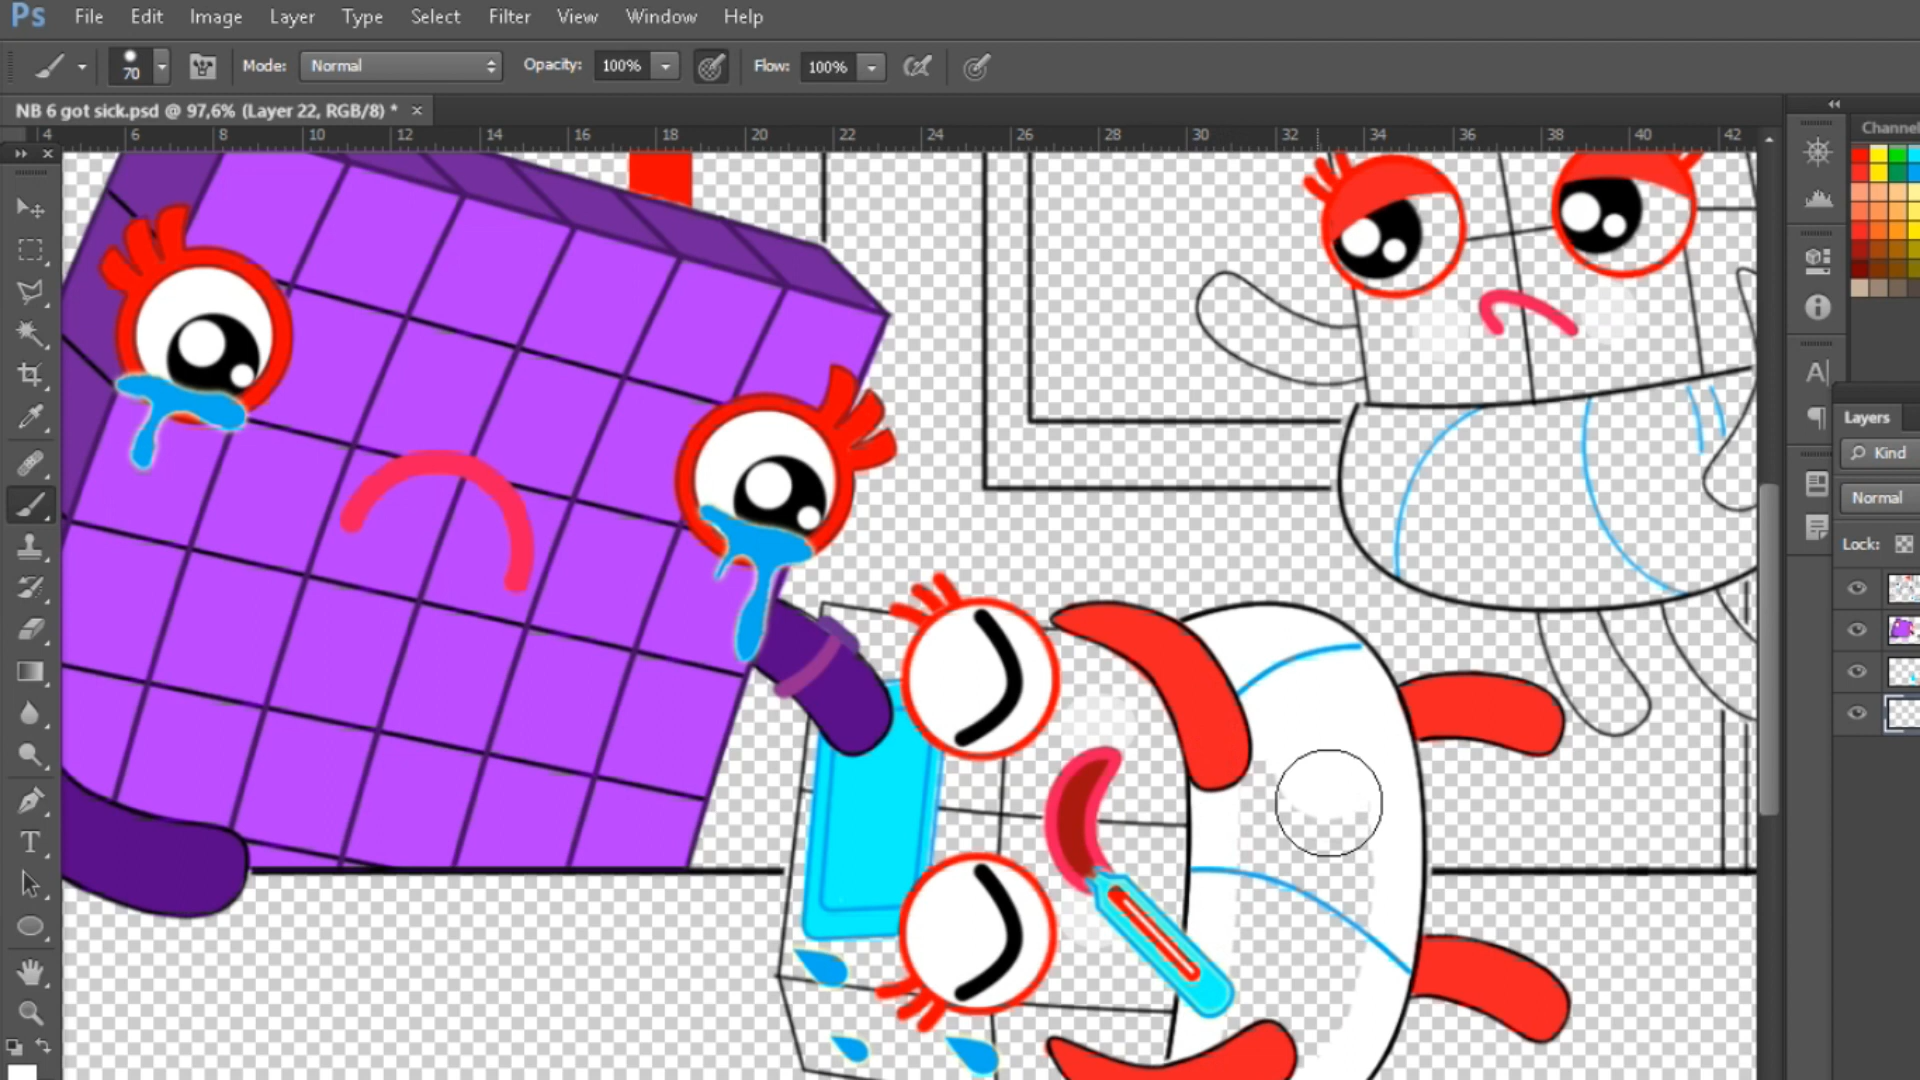 Ps File Edit Image Layer Type Select Filter View Window Help
70 Mode: Normal Opacity: 100% Flow: 100%
NB 6 got sick.psd @ 97,6% (Layer 22, RGB/8) * ×
4 6 8 10 12 14 16 18 20 22 24 26 28 30 32 34 36 38 40 42
Channel
Layers
Kind
Normal
Lock: